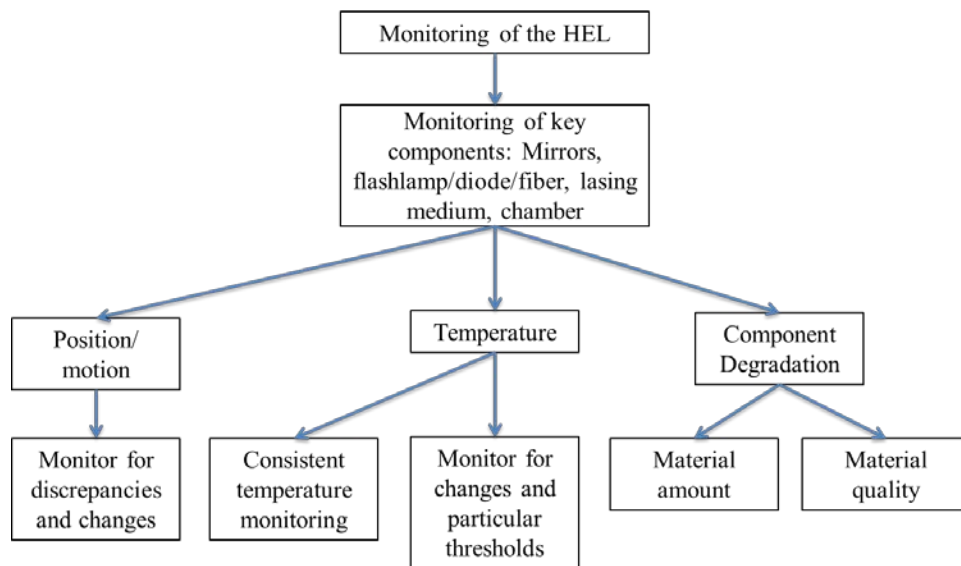 Monitoring of the HEL
Monitoring of key
components: Mirrors,
flashlamp/diode/fiber, lasing
medium, chamber
Position/
motion
Temperature
Component
Degradation
Monitor for
discrepancies
and changes
Consistent
temperature
monitoring
Monitor for
changes and
particular
thresholds
Material
amount
Material
quality